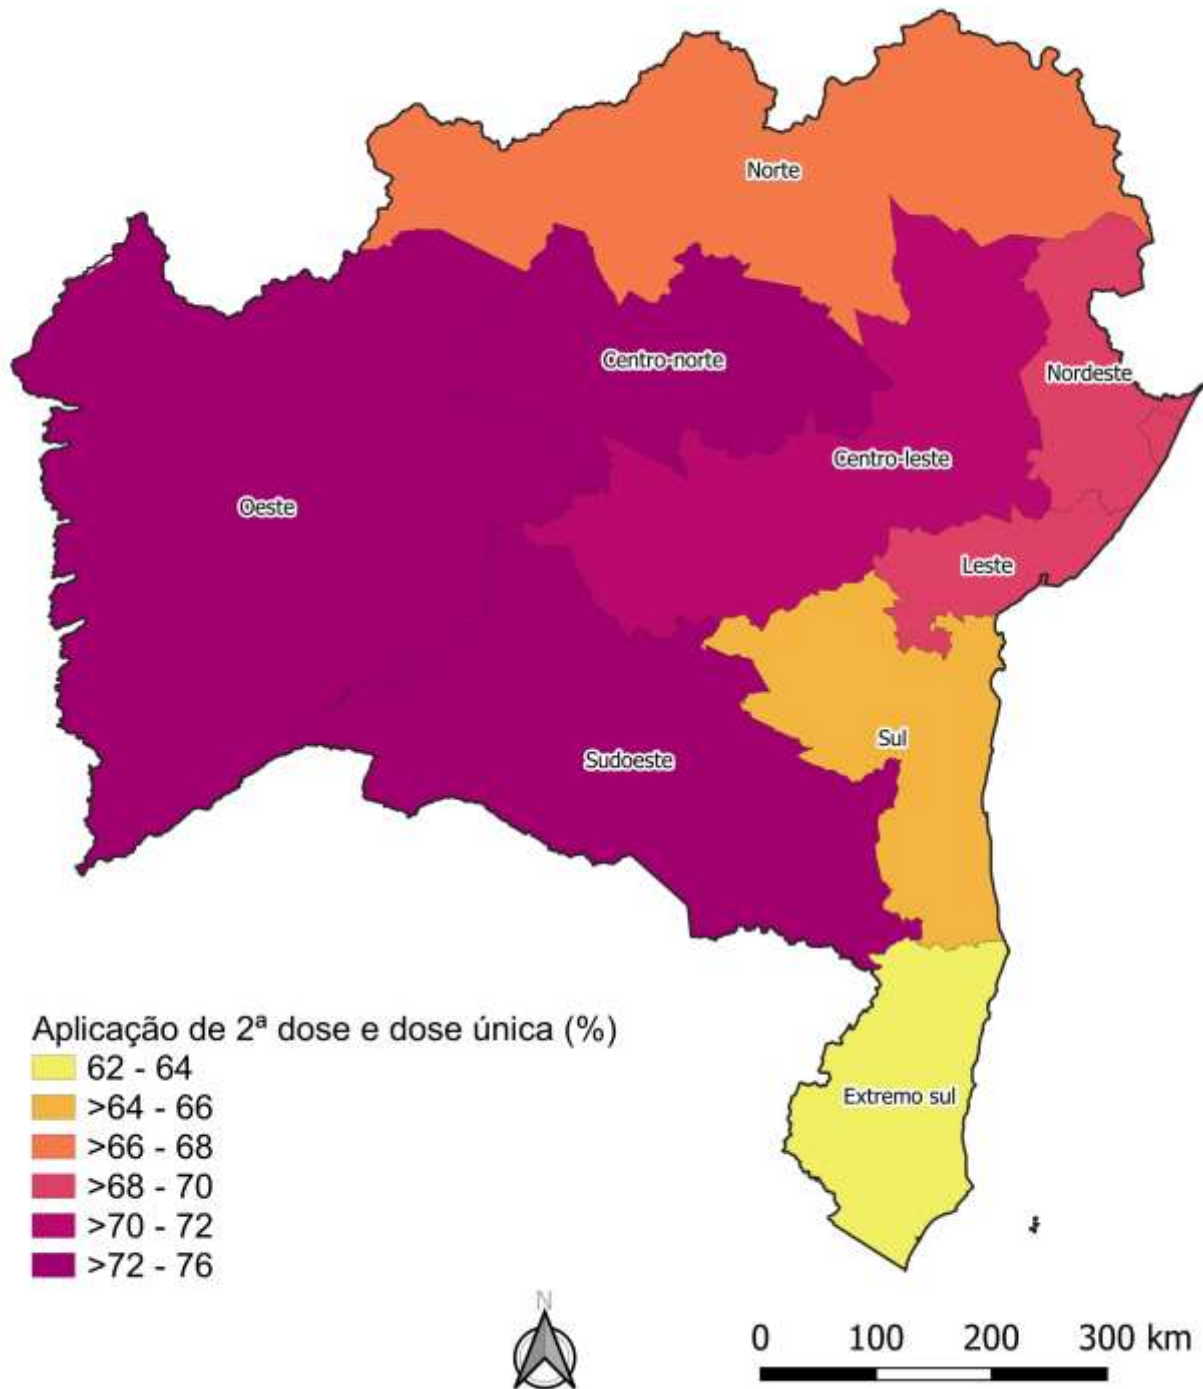 Norte
Centro-norte
Nordeste
Centro-leste
Oeste
Leste
Sul
Sudoeste
Extremo sul
Aplicação de 2ª dose e dose única (%)
62 - 64
>64 - 66
>66 - 68
>68 - 70
>70 - 72
>72 - 76
N
0 100 200 300 km